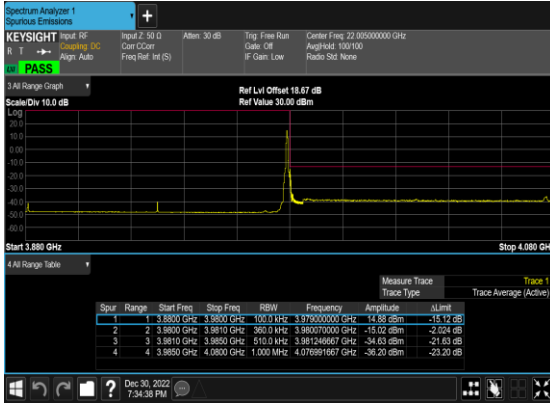 Spectrum Analyzer 1
Spurious Emissions
KEYSIGHT Input: RF Input Z: 50 Ω Atten: 30 dB Trig: Free Run Center Freq: 22.005000000 GHz
R T Coupling: DC Corr CCorr Gate: Off Avg|Hold: 100/100
Align: Auto Freq Ref: Int (S) IF Gain: Low Radio Std: None
PASS
3 All Range Graph
Ref Lvl Offset 18.67 dB
Scale/Div 10.0 dB Ref Value 30.00 dBm
Log
20.0
10.0
0.00
-10.0
-20.0
-30.0
-40.0
-50.0
-60.0
Start 3.880 GHz Stop 4.080 GH
4 All Range Table
Measure Trace Trace 1
Trace Type Trace Average (Active)
Spur Range Start Freq Stop Freq RBW Frequency Amplitude ΔLimit
1 1 3.8800 GHz 3.9800 GHz 100.0 kHz 3.979000000 GHz 14.88 dBm -15.12 dB
2 2 3.9800 GHz 3.9810 GHz 360.0 kHz 3.980070000 GHz -15.02 dBm -2.024 dB
3 3 3.9810 GHz 3.9850 GHz 510.0 kHz 3.981246667 GHz -34.63 dBm -21.63 dB
4 4 3.9850 GHz 4.0800 GHz 1.000 MHz 4.076991667 GHz -36.20 dBm -23.20 dB
? Dec 30, 2022
7:34:38 PM